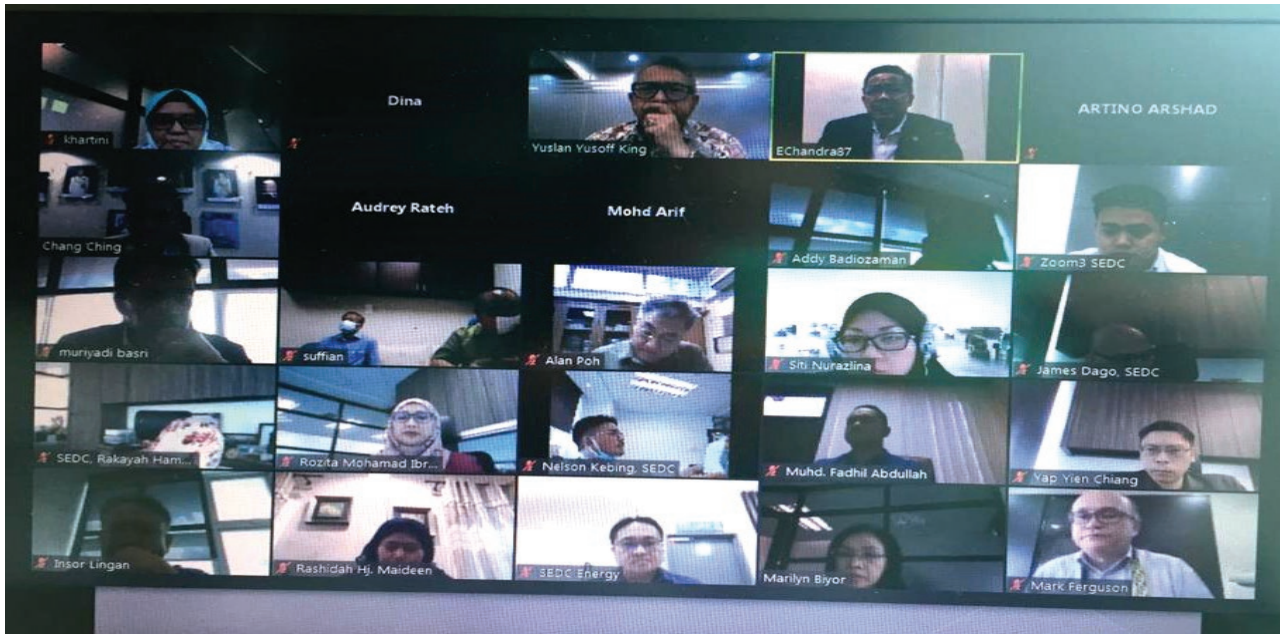 khartini
Dina
Yuslan Yusoff King
EChandra87
ARTINO ARSHAD
Chang Ching
Audrey Rateh
Mohd Arif
Addy Badiozaman
Zoom3 SEDC
muriyadi basri
suffian
Alan Poh
Siti Nurazlina
James Dago, SEDC
SEDC, Rakayah Ham...
Rozita Mohamad Ibr...
Nelson Kebing, SEDC
Muhd. Fadhil Abdullah
Yap Yien Chiang
Insor Lingan
Rashidah Hj. Maideen
SEDC Energy
Marilyn Biyor
Mark Ferguson